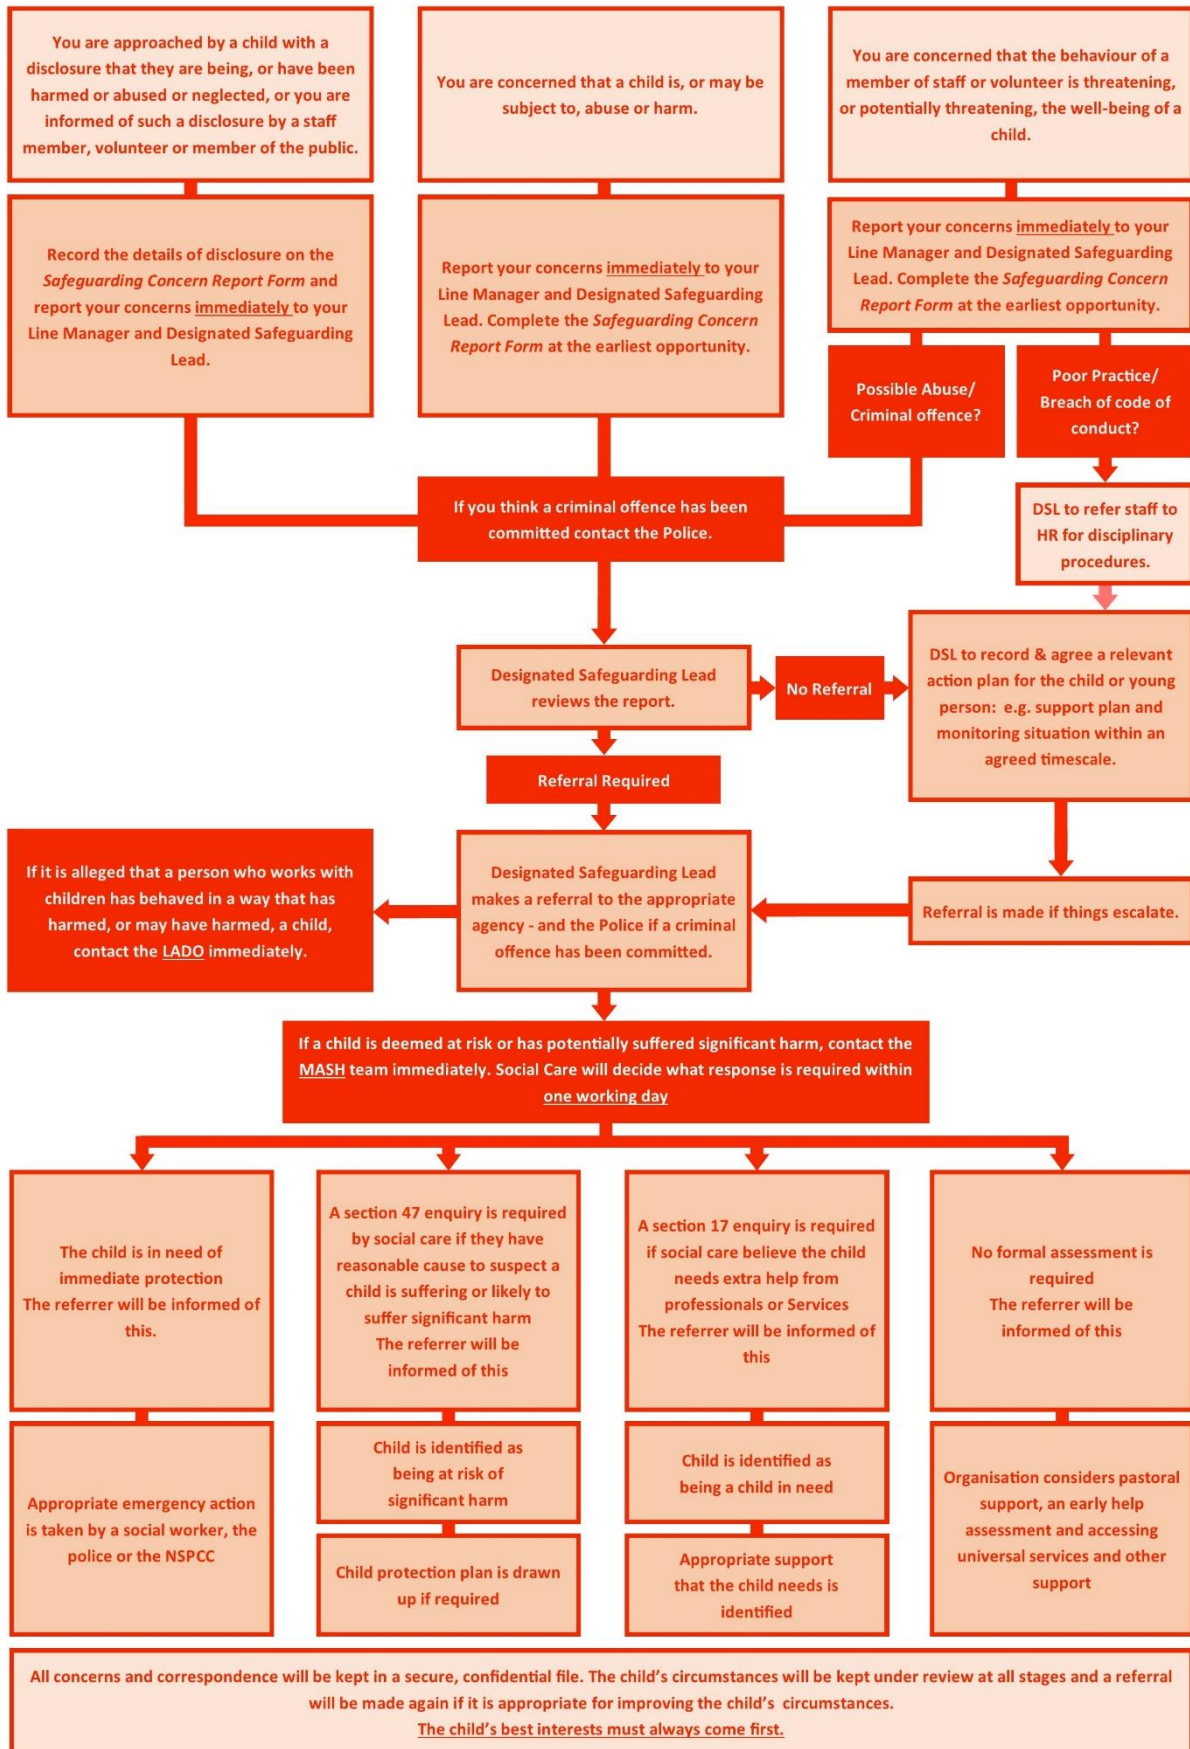 You are approached by a child with a
disclosure that they are being, or have been
harmed or abused or neglected, or you are
informed of such a disclosure by a staff
member, volunteer or member of the public.
You are concerned that a child is, or may be
subject to, abuse or harm.
You are concerned that the behaviour of a
member of staff or volunteer is threatening,
or potentially threatening, the well-being of a
child.
Record the details of disclosure on the
Safeguarding Concern Report Form and
report your concerns immediately to your
Line Manager and Designated Safeguarding
Lead.
Report your concerns immediately to your
Line Manager and Designated Safeguarding
Lead. Complete the Safeguarding Concern
Report Form at the earliest opportunity.
Report your concerns immediately to your
Line Manager and Designated Safeguarding
Lead. Complete the Safeguarding Concern
Report Form at the earliest opportunity.
Possible Abuse/
Criminal offence?
Poor Practice/
Breach of code of
conduct?
If you think a criminal offence has been
committed contact the Police.
DSL to refer staff to
HR for disciplinary
procedures.
Designated Safeguarding Lead
reviews the report.
No Referral
DSL to record & agree a relevant
action plan for the child or young
person: e.g. support plan and
monitoring situation within an
agreed timescale.
Referral Required
If it is alleged that a person who works with
children has behaved in a way that has
harmed, or may have harmed, a child,
contact the LADO immediately.
Designated Safeguarding Lead
makes a referral to the appropriate
agency - and the Police if a criminal
offence has been committed.
Referral is made if things escalate.
If a child is deemed at risk or has potentially suffered significant harm, contact the
MASH team immediately. Social Care will decide what response is required within
one working day
The child is in need of
immediate protection
The referrer will be informed of
this.
A section 47 enquiry is required
by social care if they have
reasonable cause to suspect a
child is suffering or likely to
suffer significant harm
The referrer will be
informed of this
A section 17 enquiry is required
if social care believe the child
needs extra help from
professionals or Services
The referrer will be informed of
this
No formal assessment is
required
The referrer will be
informed of this
Appropriate emergency action
is taken by a social worker, the
police or the NSPCC
Child is identified as
being at risk of
significant harm
Child protection plan is drawn
up if required
Child is identified as
being a child in need
Appropriate support
that the child needs is
identified
Organisation considers pastoral
support, an early help
assessment and accessing
universal services and other
support
All concerns and correspondence will be kept in a secure, confidential file. The child's circumstances will be kept under review at all stages and a referral
will be made again if it is appropriate for improving the child's circumstances.
The child's best interests must always come first.